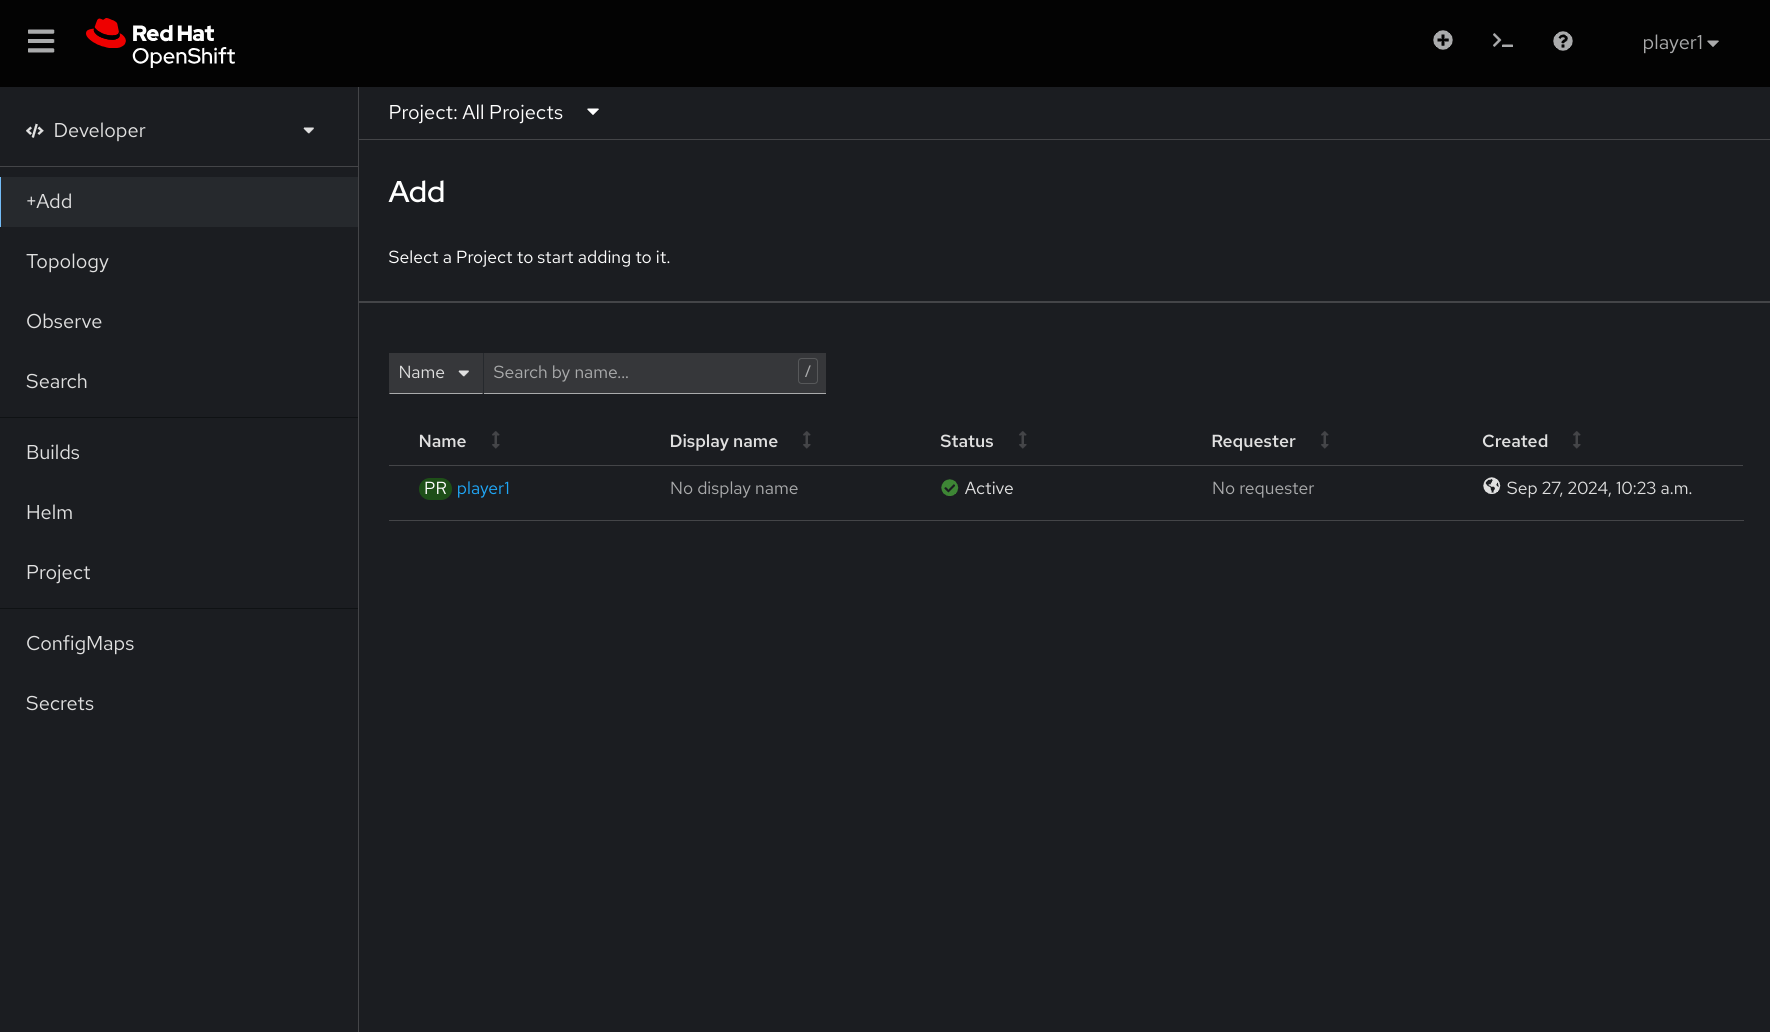 Red Hat
OpenShift
player1
Developer
+Add
Topology
Observe
Search
Builds
Helm
Project
ConfigMaps
Secrets
Project: All Projects
Add
Select a Project to start adding to it.
Name
Search by name...
/
Name Display name Status Requester Created
PR player1 No display name Active No requester Sep 27, 2024, 10:23 a.m.